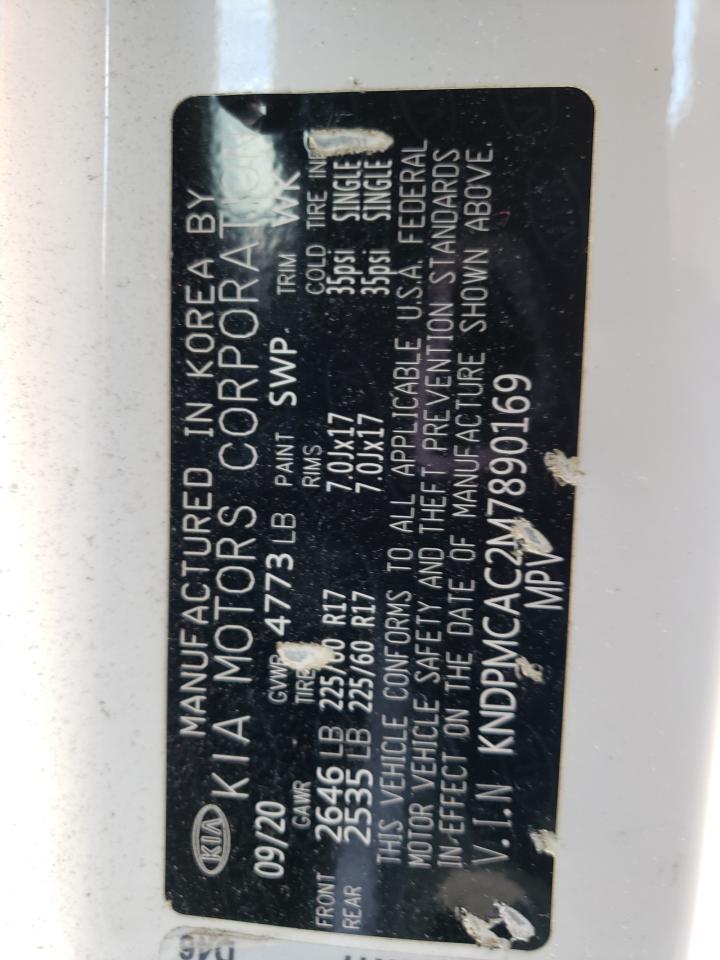 KIA
MANUFACTURED IN KOREA BY
KIA MOTORS CORPORATION
09/20 GVWR 4773 LB PAINT SWP TRIM WK
GAWR TIRE RIMS COLD TIRE
FRONT 2646 LB 225/60 R17 7.0Jx17 35psi SINGLE
REAR 2535 LB 225/60 R17 7.0Jx17 35psi SINGLE
THIS VEHICLE CONFORMS TO ALL APPLICABLE U.S.A. FEDERAL
MOTOR VEHICLE SAFETY AND THEFT PREVENTION STANDARDS
IN EFFECT ON THE DATE OF MANUFACTURE SHOWN ABOVE.
V.I.N KNDPMCAC2M7890169
MPV
D46